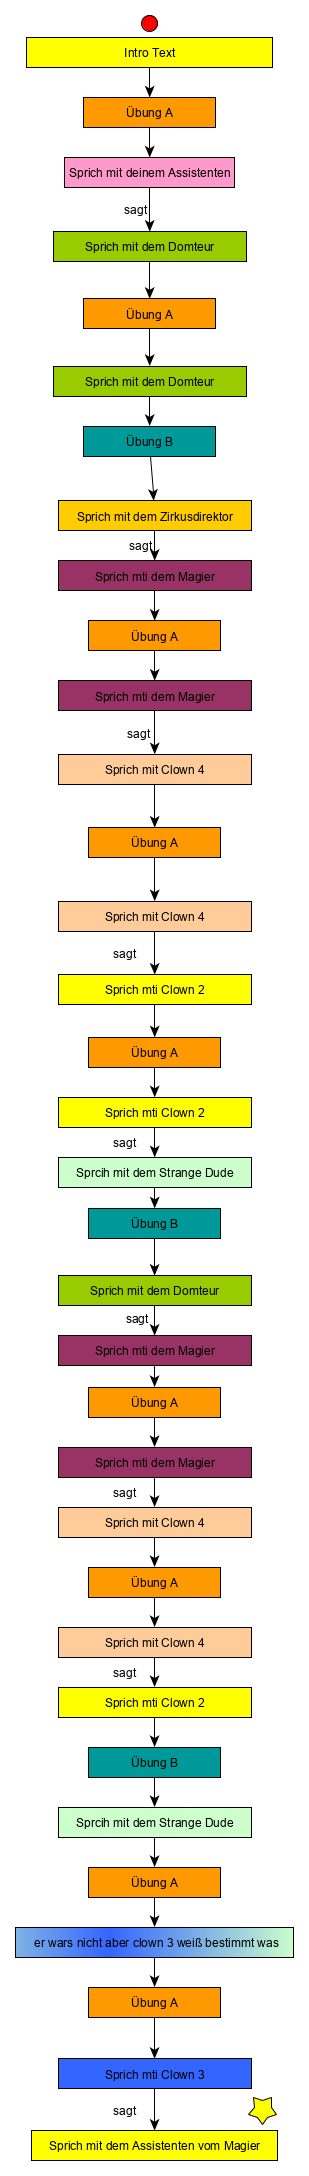 Intro Text
Übung A
Sprich mit deinem Assistenten
sagt
Sprich mit dem Domteur
Übung A
Sprich mit dem Domteur
Übung B
Sprich mit dem Zirkusdirektor
sagt
Sprich mti dem Magier
Übung A
Sprich mti dem Magier
sagt
Sprich mit Clown 4
Übung A
Sprich mit Clown 4
sagt
Sprich mti Clown 2
Übung A
Sprich mti Clown 2
sagt
Sprcih mit dem Strange Dude
Übung B
Sprich mit dem Domteur
sagt
Sprich mti dem Magier
Übung A
Sprich mti dem Magier
sagt
Sprich mit Clown 4
Übung A
Sprich mit Clown 4
sagt
Sprich mti Clown 2
Übung B
Sprcih mit dem Strange Dude
Übung A
er wars nicht aber clown 3 weiß bestimmt was
Übung A
Sprich mti Clown 3
sagt
Sprich mit dem Assistenten vom Magier